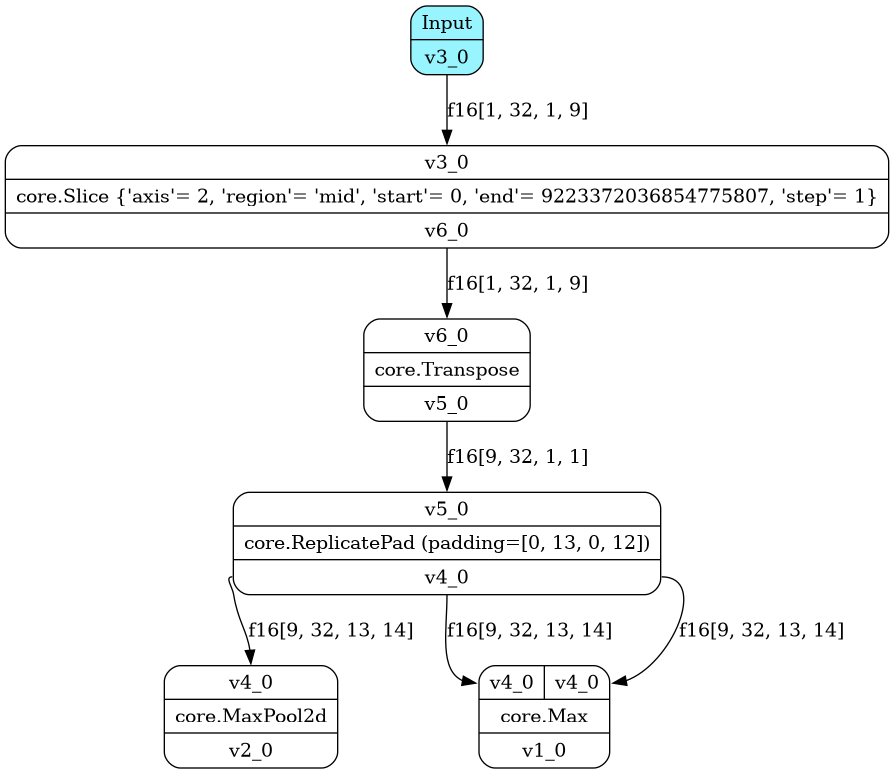 Input
v3_0
f16[1, 32, 1, 9]
v3_0
core.Slice {'axis'= 2, 'region'= 'mid', 'start'= 0, 'end'= 9223372036854775807, 'step'= 1}
v6_0
f16[1, 32, 1, 9]
v6_0
core.Transpose
v5_0
f16[9, 32, 1, 1]
v5_0
core.ReplicatePad (padding=[0, 13, 0, 12])
v4_0
f16[9, 32, 13, 14] f16[9, 32, 13, 14] f16[9, 32, 13, 14]
v4_0 v4_0 v4_0
core.MaxPool2d core.Max
v2_0 v1_0